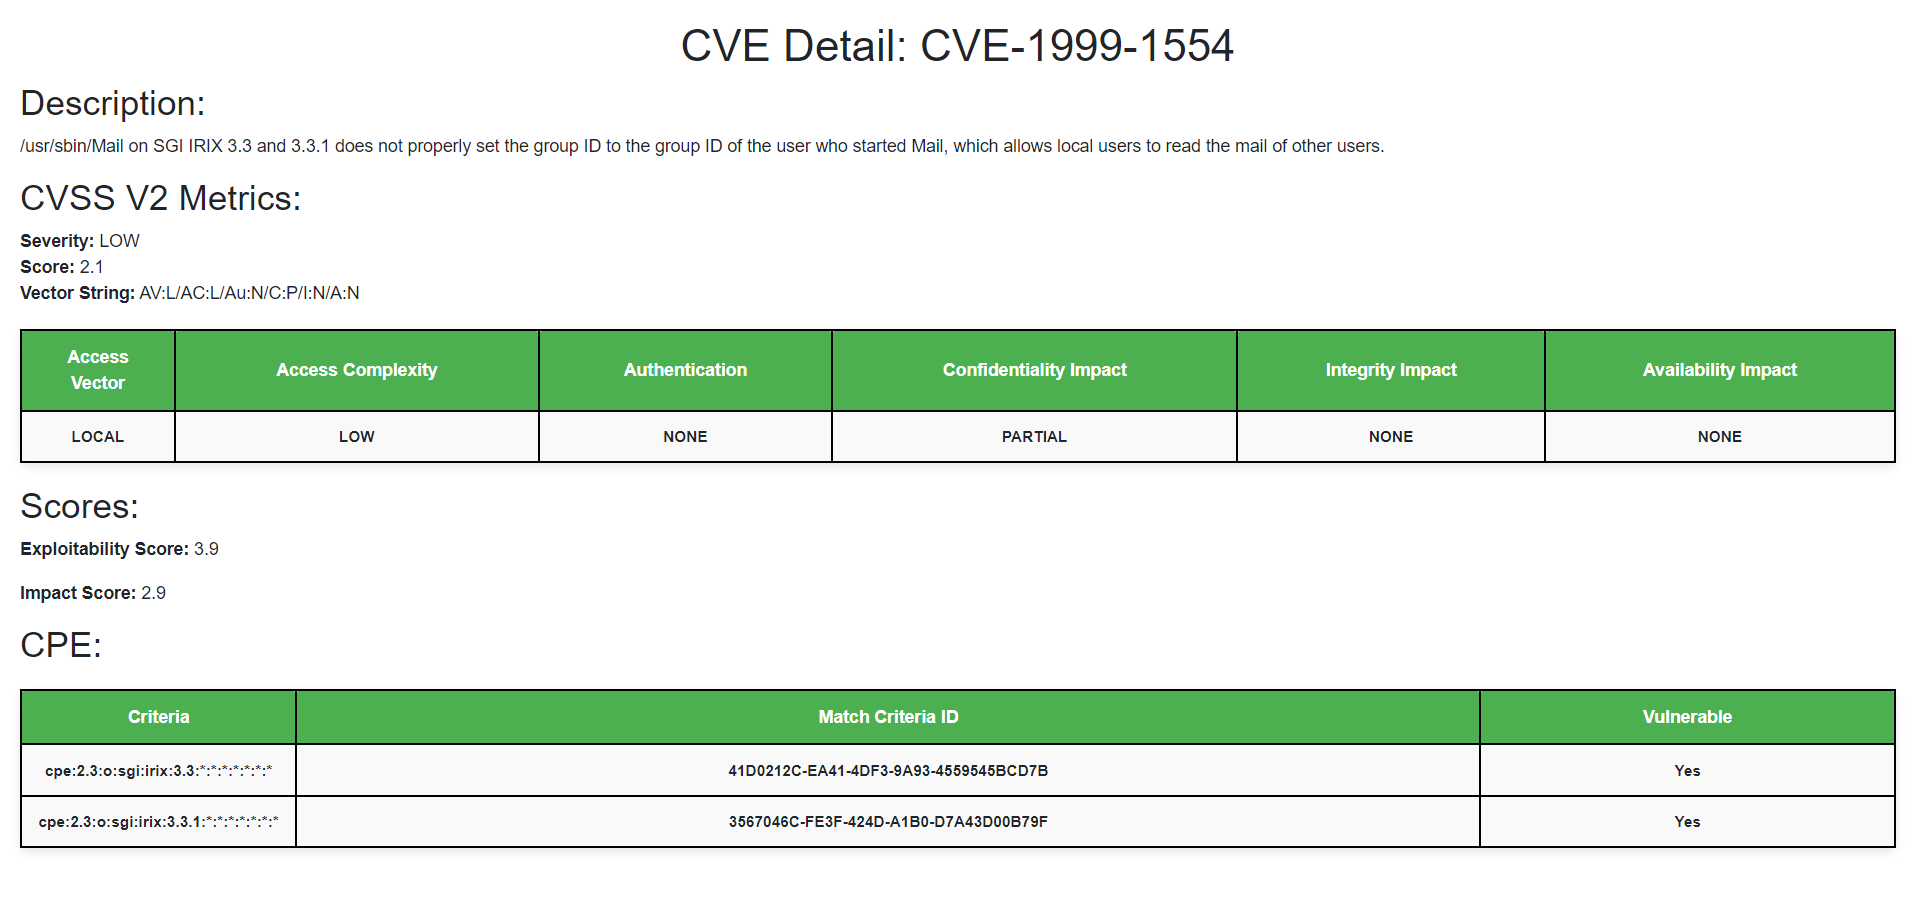 CVE Detail: CVE-1999-1554
Description:
/usr/sbin/Mail on SGI IRIX 3.3 and 3.3.1 does not properly set the group ID to the group ID of the user who started Mail, which allows local users to read the mail of other users.
CVSS V2 Metrics:
Severity: LOW
Score: 2.1
Vector String: AV:L/AC:L/Au:N/C:P/I:N/A:N
Access Vector Access Complexity Authentication Confidentiality Impact Integrity Impact Availability Impact
LOCAL LOW NONE PARTIAL NONE NONE
Scores:
Exploitability Score: 3.9
Impact Score: 2.9
CPE:
Criteria Match Criteria ID Vulnerable
cpe:2.3:o:sgi:irix:3.3:*:*:*:*:*:*:* 41D0212C-EA41-4DF3-9A93-4559545BCD7B Yes
cpe:2.3:o:sgi:irix:3.3.1:*:*:*:*:*:*:* 3567046C-FE3F-424D-A1B0-D7A43D00B79F Yes